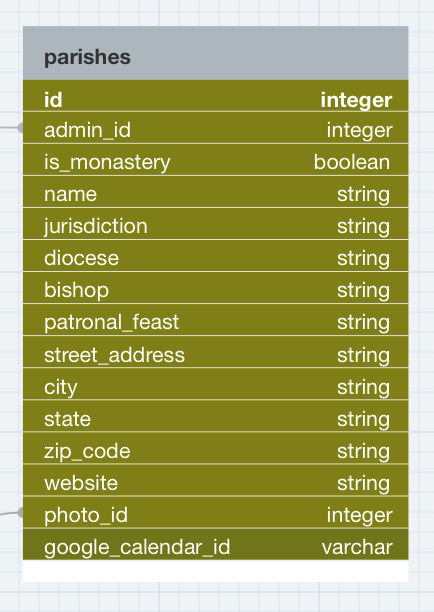 parishes
id integer
admin_id integer
is_monastery boolean
name string
jurisdiction string
diocese string
bishop string
patronal_feast string
street_address string
city string
state string
zip_code string
website string
photo_id integer
google_calendar_id varchar